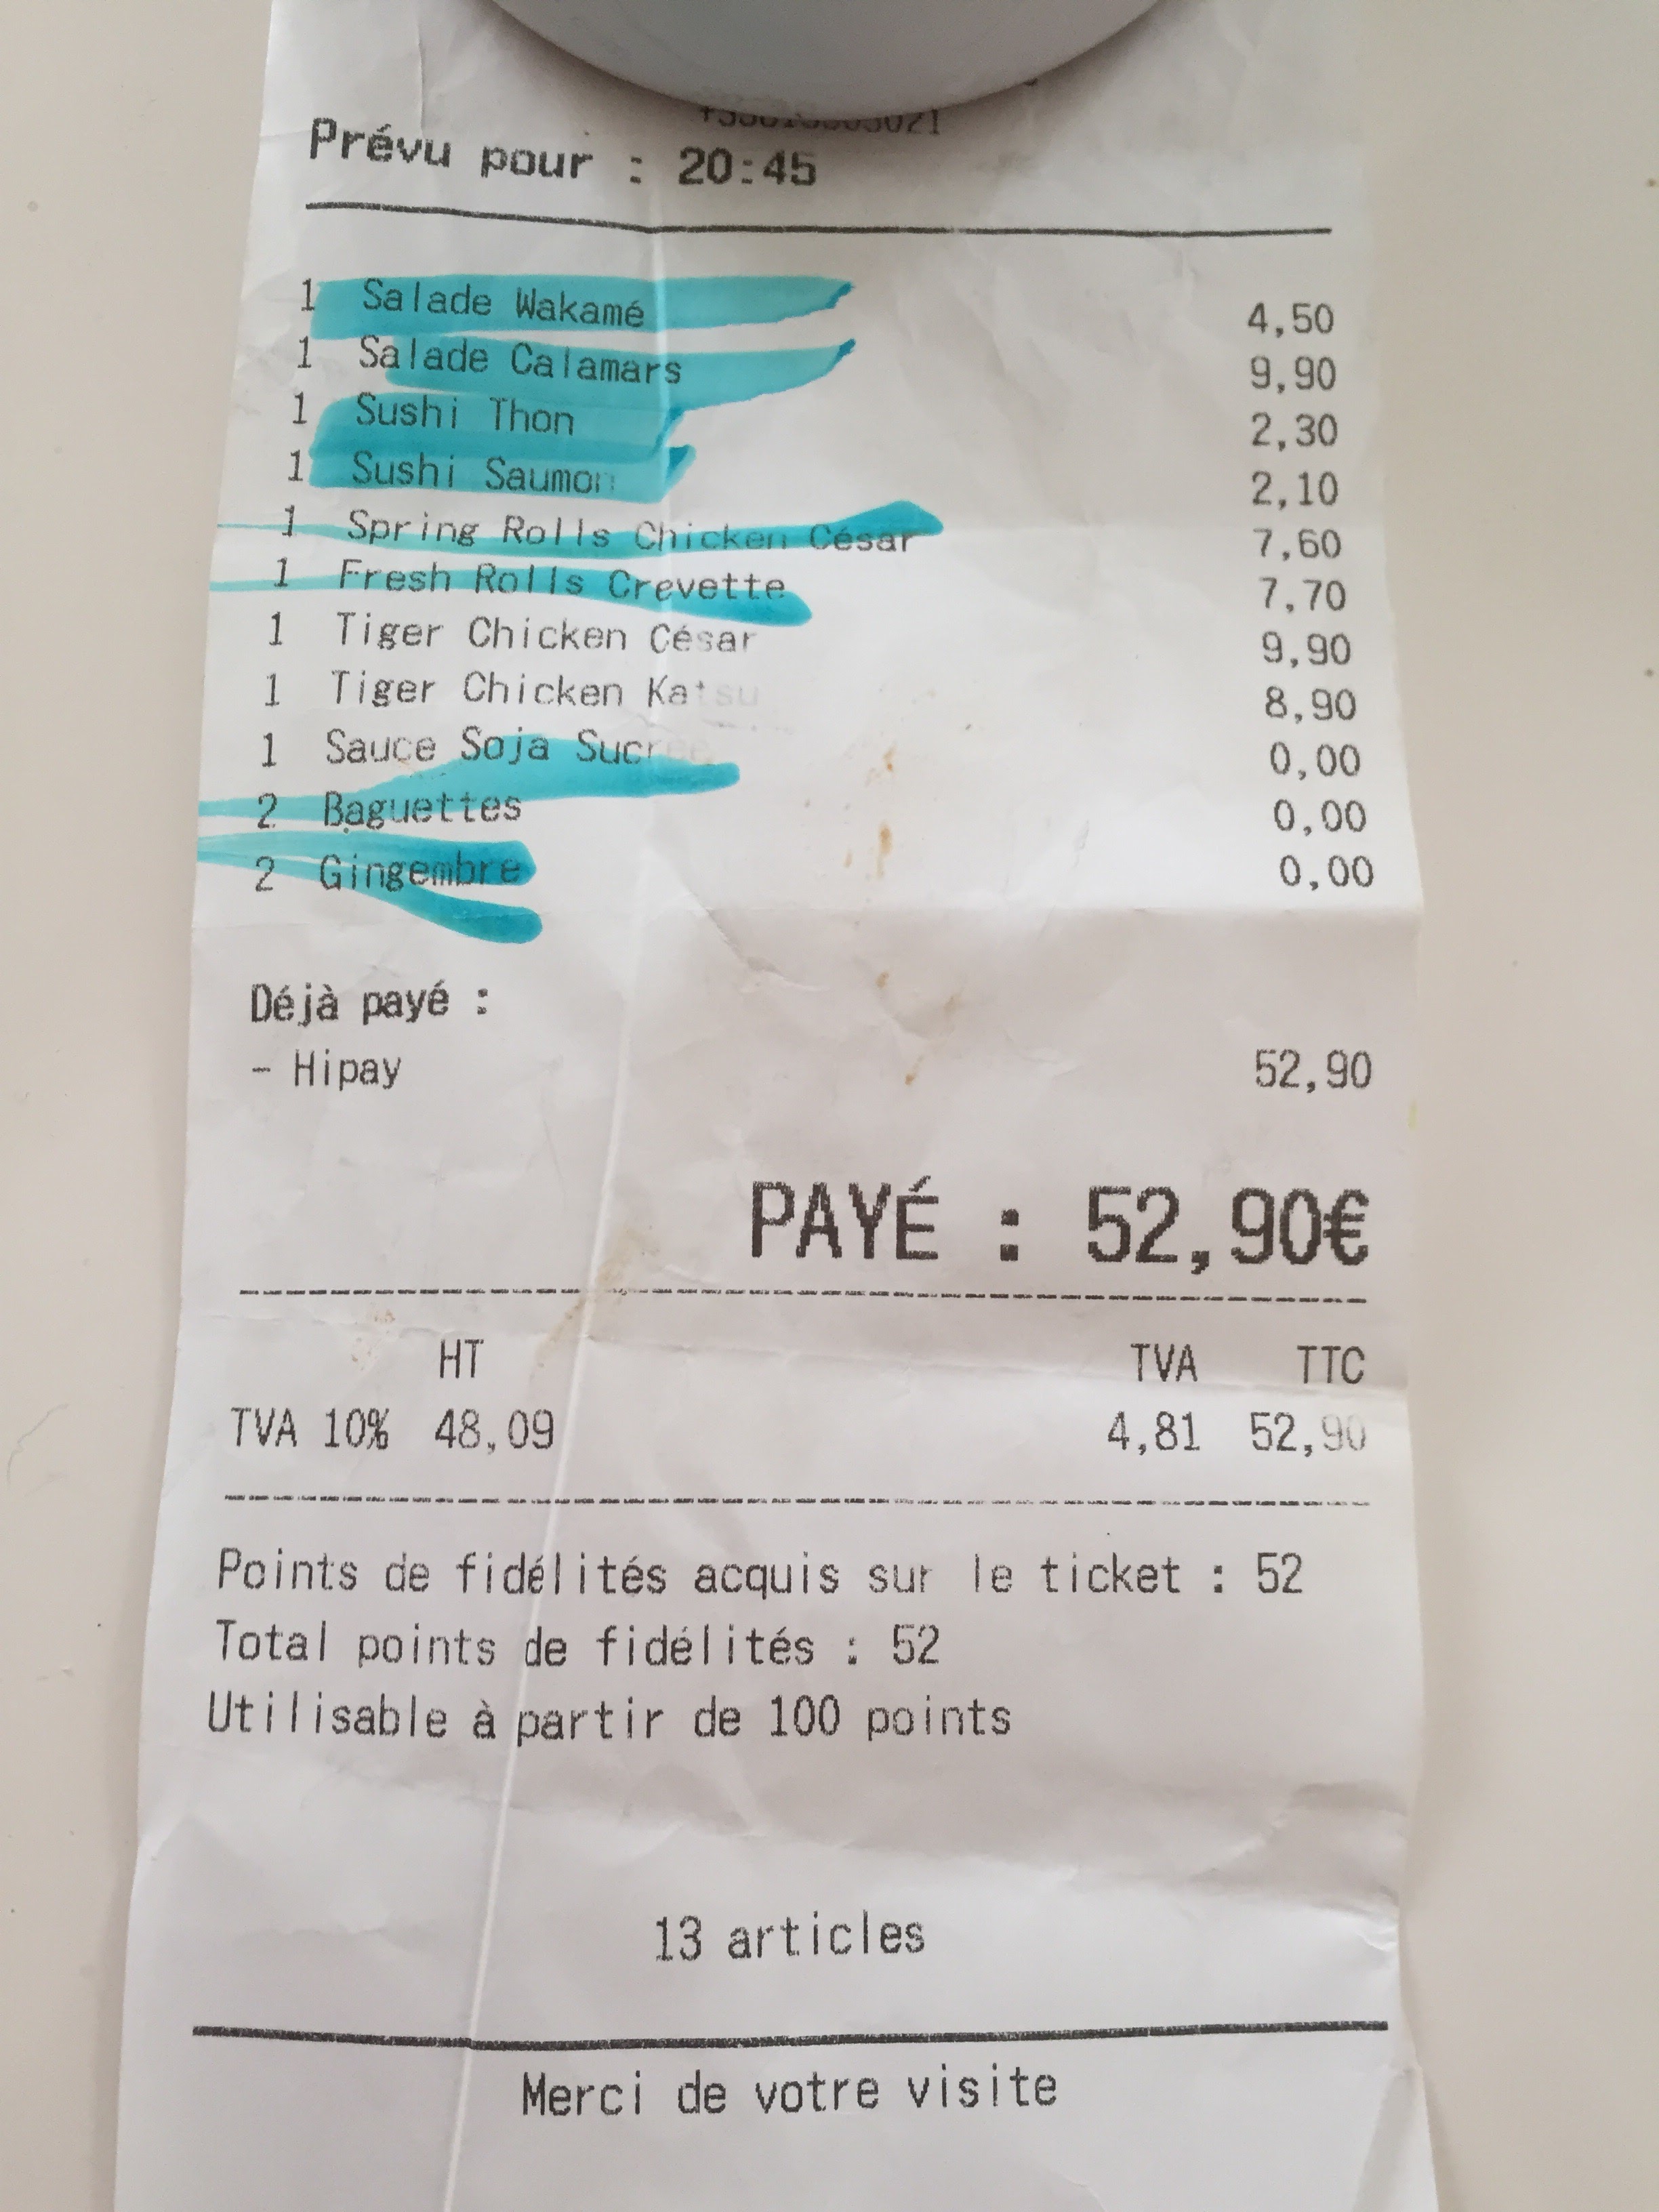 Prévu pour : 20:45
1 Salade Wakamé 4,50
1 Salade Calamars 9,90
1 Sushi Thon 2,30
1 Sushi Saumon 2,10
1 Spring Rolls Chicken César 7,60
1 Fresh Rolls Crevette 7,70
1 Tiger Chicken César 9,90
1 Tiger Chicken Katsu 8,90
1 Sauce Soja Sucrée 0,00
2 Baguettes 0,00
2 Gingembre 0,00
Déjà payé :
- Hipay 52,90
PAYÉ : 52,90€
HT TVA TTC
TVA 10% 48,09 4,81 52,90
Points de fidélités acquis sur le ticket : 52
Total points de fidélités : 52
Utilisable à partir de 100 points
13 articles
Merci de votre visite